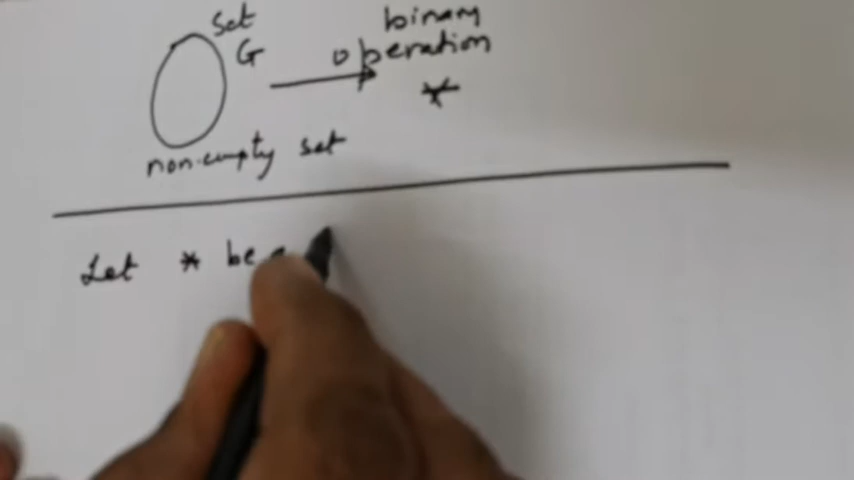 set
G
binary
operation
*
non-empty set
Let * be a